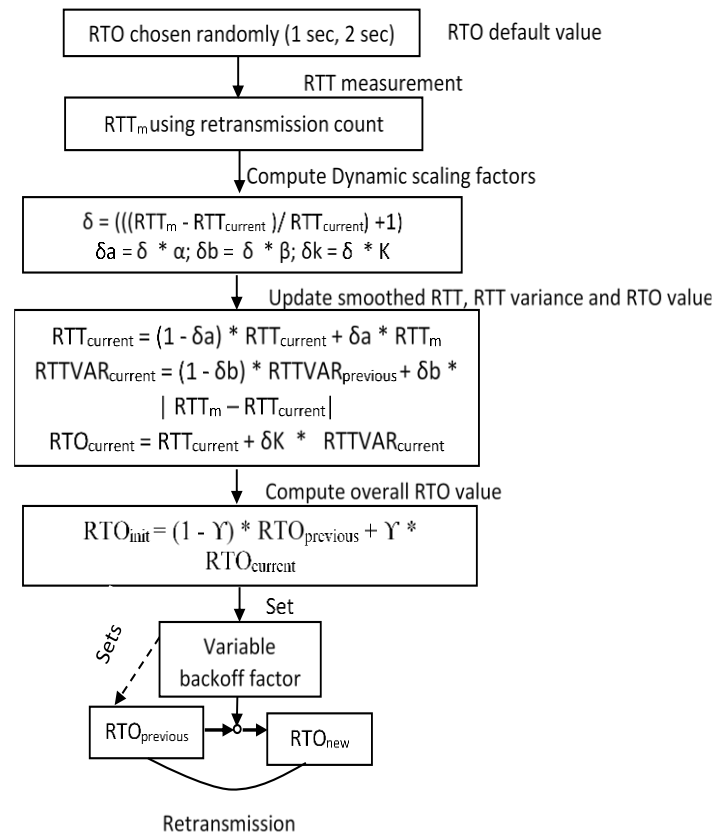 RTO chosen randomly (1 sec, 2 sec)
RTO default value
RTT measurement
RTTm using retransmission count
Compute Dynamic scaling factors
δ = (((RTTm - RTTcurrent )/ RTTcurrent) +1)
δa = δ * α; δb = δ * β; δk = δ * K
Update smoothed RTT, RTT variance and RTO value
RTTcurrent = (1 - δa) * RTTcurrent + δa * RTTm
RTTVARcurrent = (1 - δb) * RTTVARprevious + δb *
| RTTm – RTTcurrent|
RTOcurrent = RTTcurrent + δK * RTTVARcurrent
Compute overall RTO value
RTOinit = (1 - ϒ) * RTOprevious + ϒ *
RTOcurrent
Set
Sets
Variable
backoff factor
RTOprevious
RTOnew
Retransmission